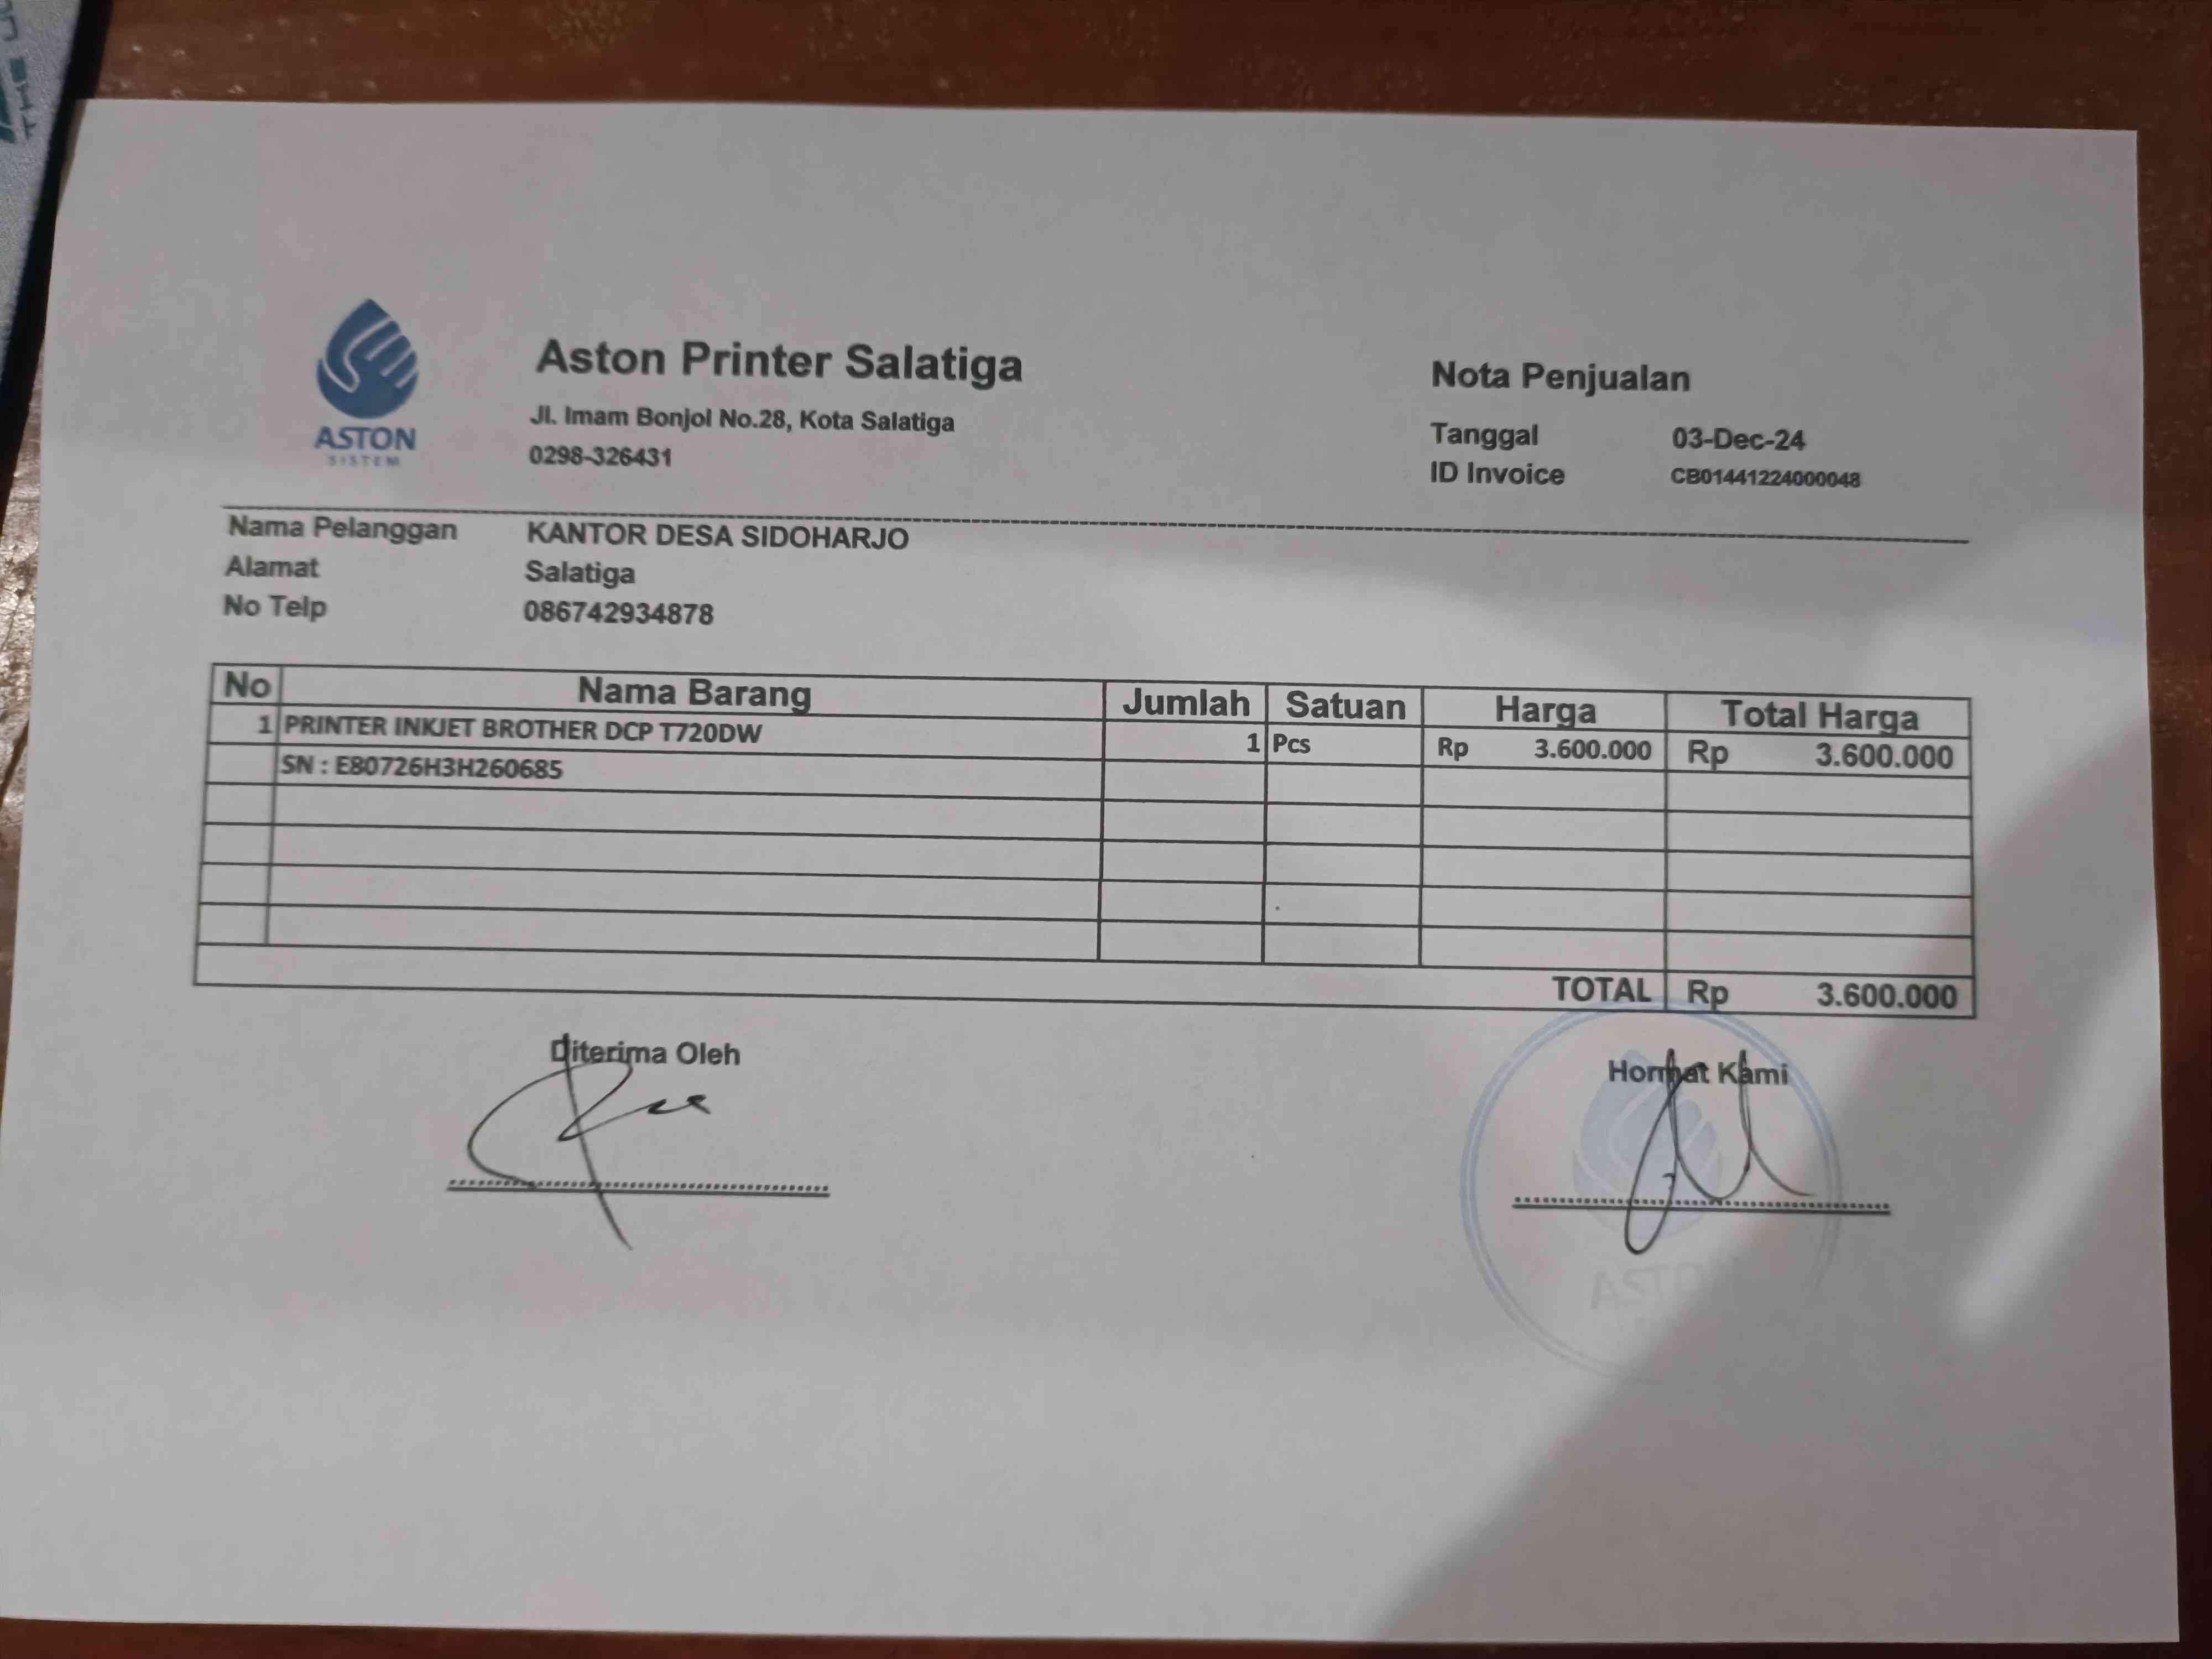 ASTON
SISTEM
Aston Printer Salatiga
Jl. Imam Bonjol No.28, Kota Salatiga
0298-326431
Nota Penjualan
Tanggal 03-Dec-24
ID Invoice CB01441224000048
Nama Pelanggan KANTOR DESA SIDOHARJO
Alamat Salatiga
No Telp 086742934878
No Nama Barang Jumlah Satuan Harga Total Harga
1 PRINTER INKJET BROTHER DCP T720DW 1 Pcs Rp 3.600.000 Rp 3.600.000
SN : E80726H3H260685
TOTAL Rp 3.600.000
Diterima Oleh
Hormat Kami